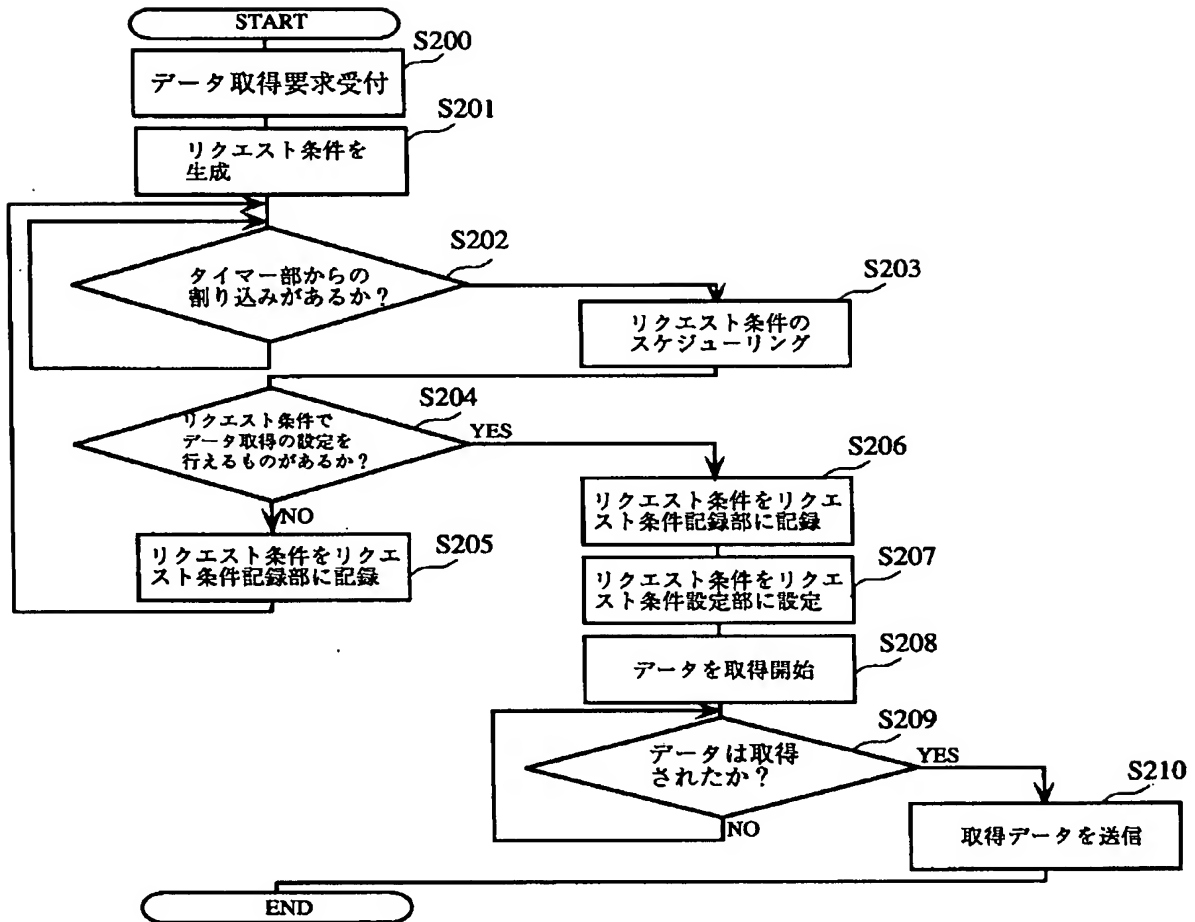 START
S200
データ取得要求受付
S201
リクエスト条件を
生成
S202
タイマー部からの
割り込みがあるか？
S203
リクエスト条件の
スケジューリング
S204
リクエスト条件で
データ取得の設定を
行えるものがあるか？
YES
NO
S205
リクエスト条件をリクエ
スト条件記録部に記録
S206
リクエスト条件をリクエ
スト条件記録部に記録
S207
リクエスト条件をリクエ
スト条件設定部に設定
S208
データを取得開始
S209
データは取得
されたか？
YES
NO
S210
取得データを送信
END